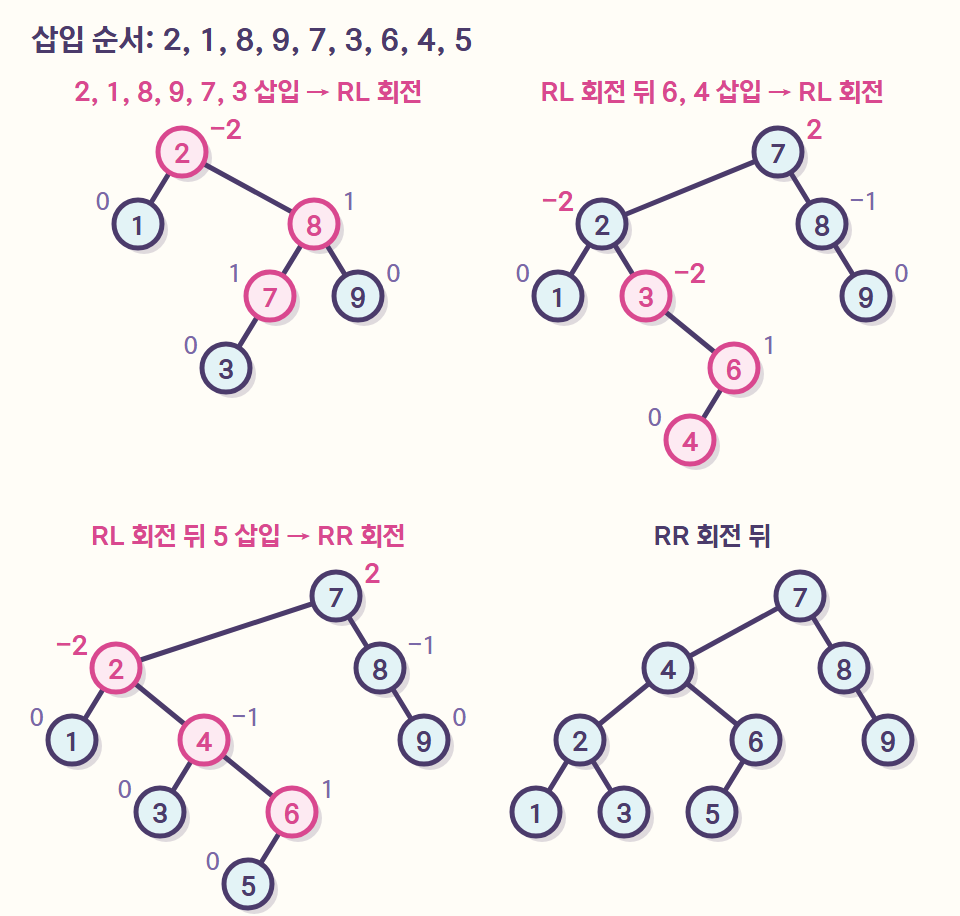 삽입 순서: 2, 1, 8, 9, 7, 3, 6, 4, 5
2, 1, 8, 9, 7, 3 삽입 → RL 회전
2 −2
0 1 8 1
1 7 9 0
0 3
RL 회전 뒤 6, 4 삽입 → RL 회전
7 2
−2 2 8 −1
0 1 3 −2 9 0
6 1
0 4
RL 회전 뒤 5 삽입 → RR 회전
7 2
−2 2 8 −1
0 1 4 −1 9 0
0 3 6 1
0 5
RR 회전 뒤
7
4 8
2 6 9
1 3 5